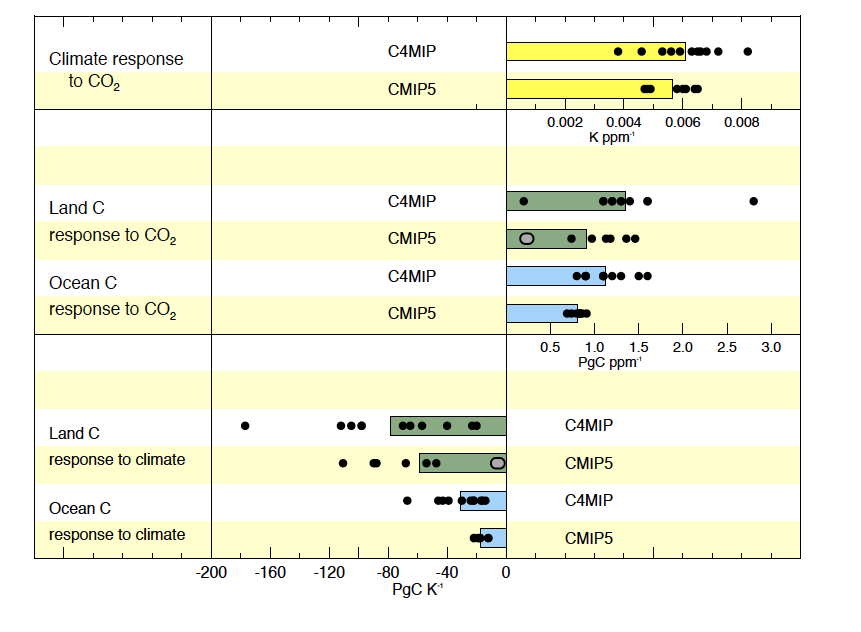 Climate response C4MIP
to CO₂ CMIP5
0.002 0.004 0.006 0.008
K ppm⁻¹
Land C C4MIP
response to CO₂ CMIP5
Ocean C C4MIP
response to CO₂ CMIP5
0.5 1.0 1.5 2.0 2.5 3.0
PgC ppm⁻¹
Land C C4MIP
response to climate CMIP5
Ocean C C4MIP
response to climate CMIP5
-200 -160 -120 -80 -40 0
PgC K⁻¹